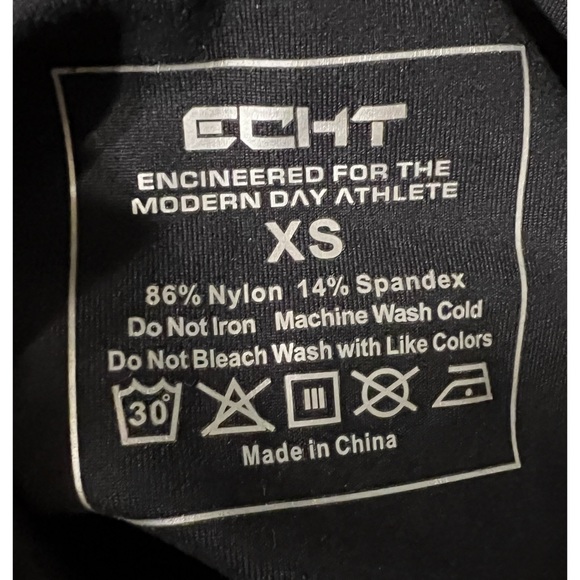 ECHT
ENCINEERED FOR THE
MODERN DAY ATHLETE
XS
86% Nylon 14% Spandex
Do Not Iron Machine Wash Cold
Do Not Bleach Wash with Like Colors
30°
Made in China